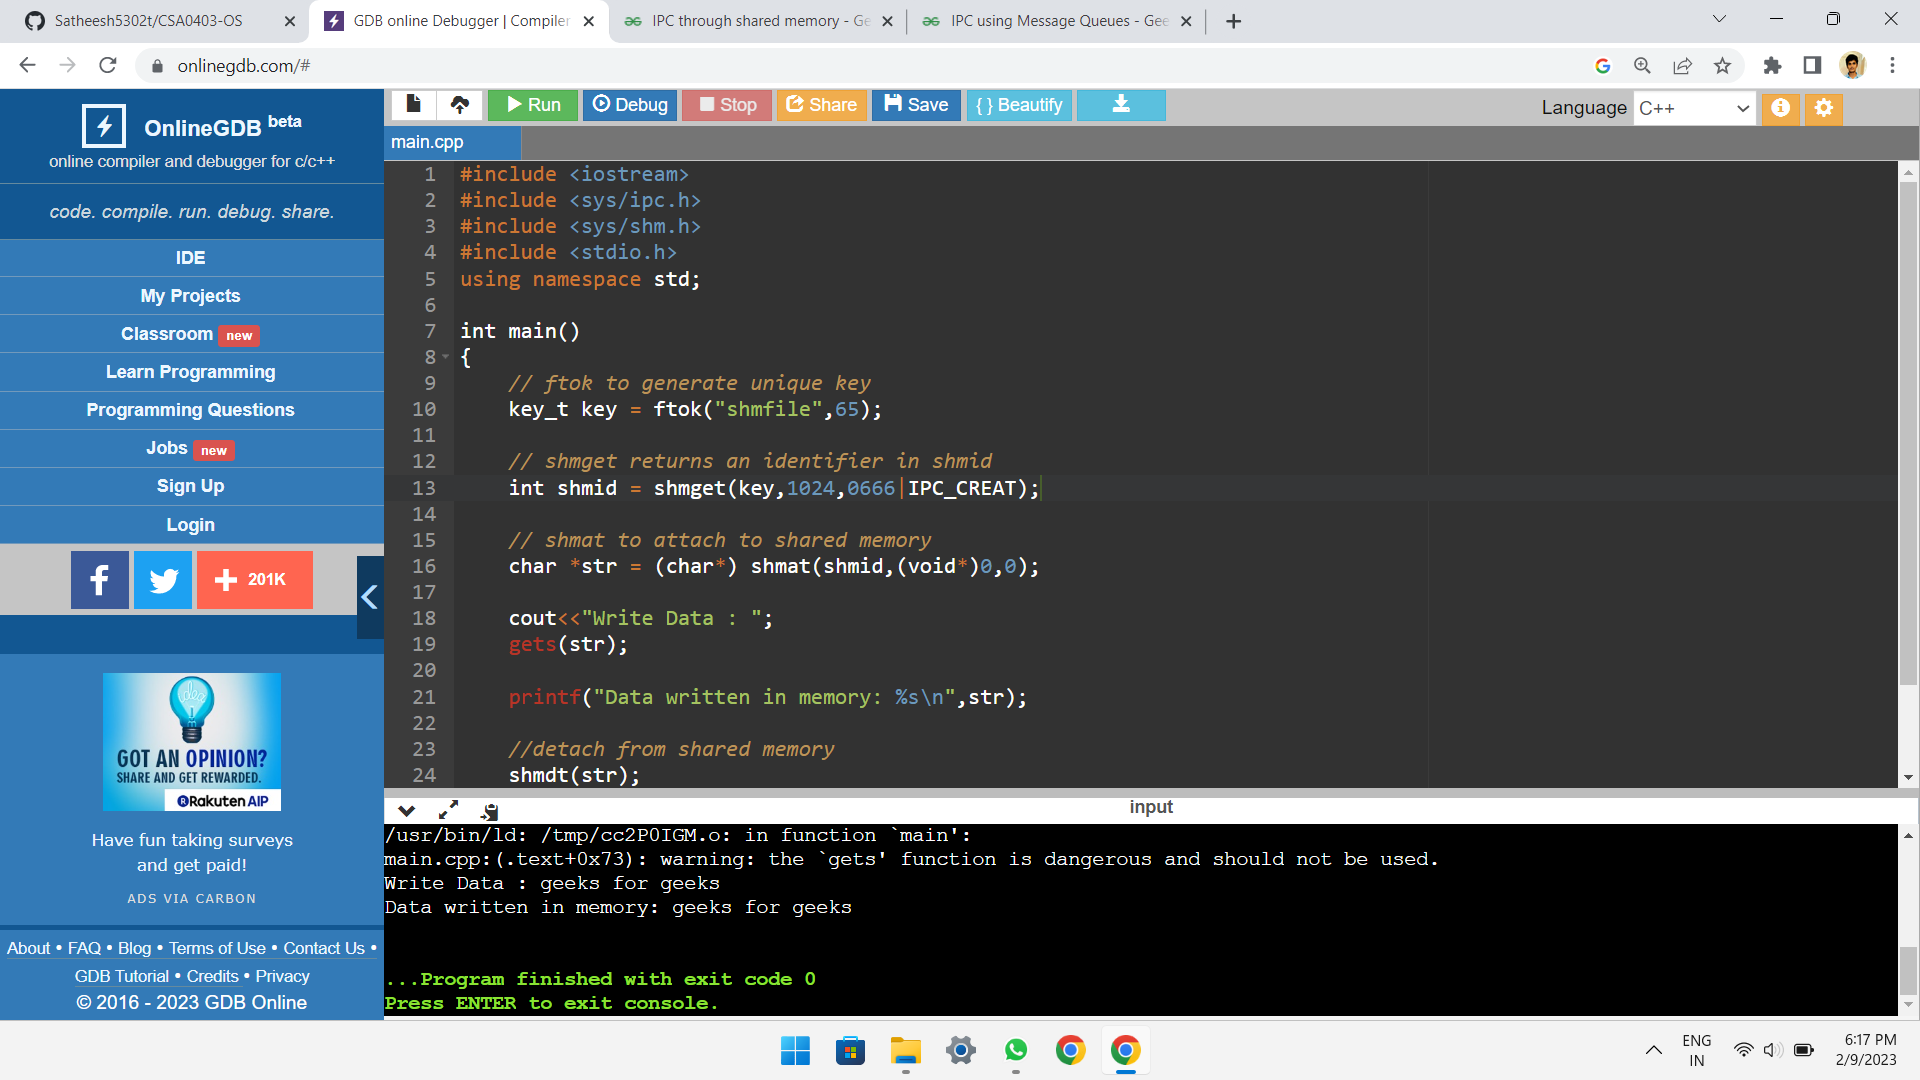 Satheesh5302t/CSA0403-OS
GDB online Debugger | Compiler
IPC through shared memory - Ge
IPC using Message Queues - Gee
onlinegdb.com/#
OnlineGDB beta
online compiler and debugger for c/c++
code. compile. run. debug. share.
IDE
My Projects
Classroom new
Learn Programming
Programming Questions
Jobs new
Sign Up
Login
201K
idea
GOT AN OPINION?
SHARE AND GET REWARDED.
Rakuten AIP
Have fun taking surveys
and get paid!
ADS VIA CARBON
About • FAQ • Blog • Terms of Use • Contact Us •
GDB Tutorial • Credits • Privacy
© 2016 - 2023 GDB Online
Run Debug Stop Share Save { } Beautify
Language C++
main.cpp
1 #include <iostream>
2 #include <sys/ipc.h>
3 #include <sys/shm.h>
4 #include <stdio.h>
5 using namespace std;
6
7 int main()
8 {
9 // ftok to generate unique key
10 key_t key = ftok("shmfile",65);
11
12 // shmget returns an identifier in shmid
13 int shmid = shmget(key,1024,0666|IPC_CREAT);
14
15 // shmat to attach to shared memory
16 char *str = (char*) shmat(shmid,(void*)0,0);
17
18 cout<<"Write Data : ";
19 gets(str);
20
21 printf("Data written in memory: %s\n",str);
22
23 //detach from shared memory
24 shmdt(str);
input
/usr/bin/ld: /tmp/cc2P0IGM.o: in function `main':
main.cpp:(.text+0x73): warning: the `gets' function is dangerous and should not be used.
Write Data : geeks for geeks
Data written in memory: geeks for geeks
...Program finished with exit code 0
Press ENTER to exit console.
ENG
IN
6:17 PM
2/9/2023